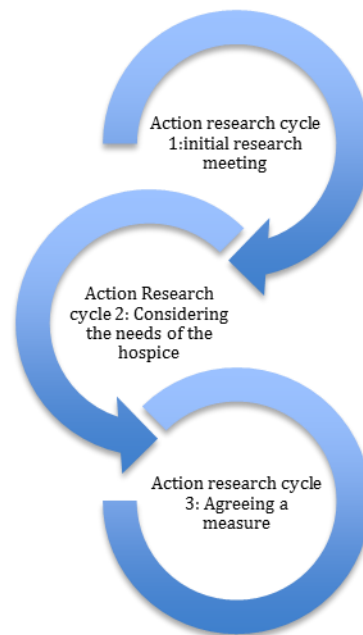 Action research cycle
1:initial research
meeting
Action Research
cycle 2: Considering
the needs of the
hospice
Action research cycle
3: Agreeing a
measure